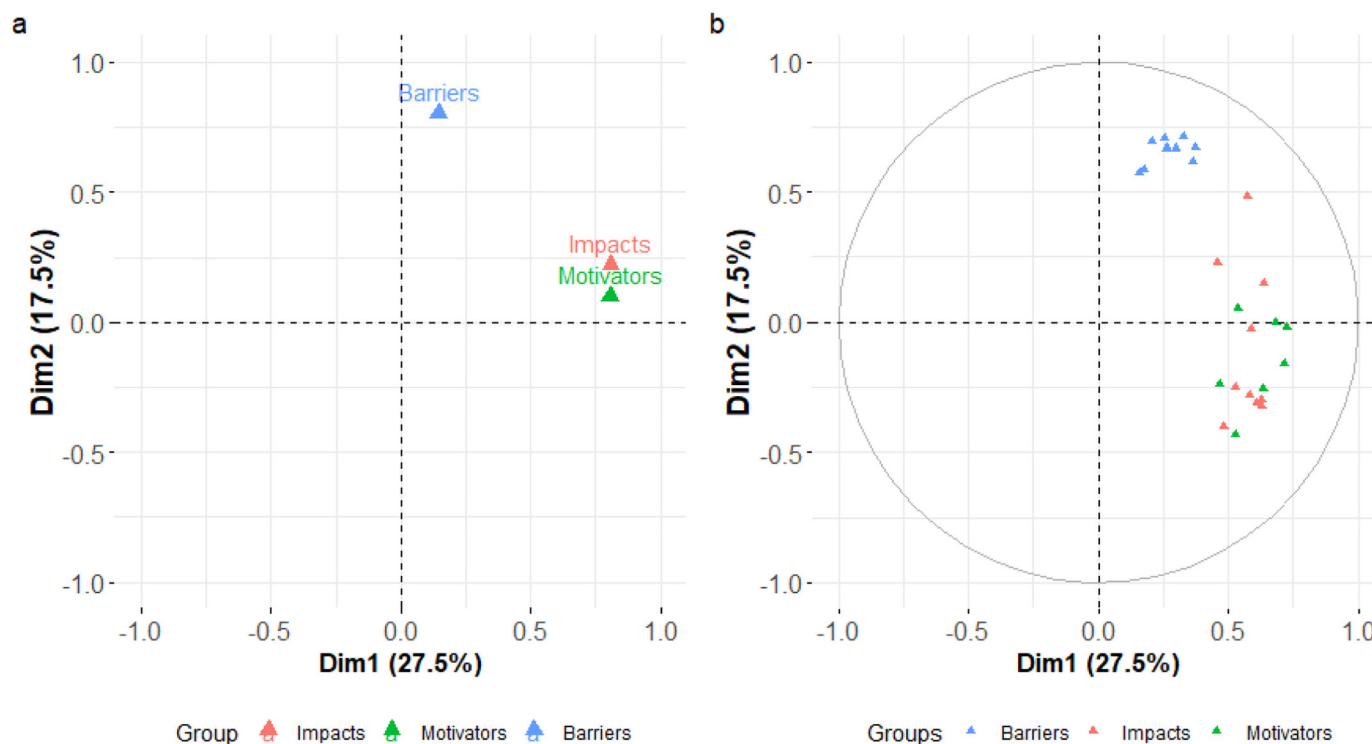 a
1.0
0.5
0.0
-0.5
-1.0
Dim2 (17.5%)
Barriers
Impacts
Motivators
-1.0 -0.5 0.0 0.5 1.0
Dim1 (27.5%)
Group a Impacts a Motivators a Barriers
b
1.0
0.5
0.0
-0.5
-1.0
Dim2 (17.5%)
-1.0 -0.5 0.0 0.5 1.0
Dim1 (27.5%)
Groups Barriers Impacts Motivators